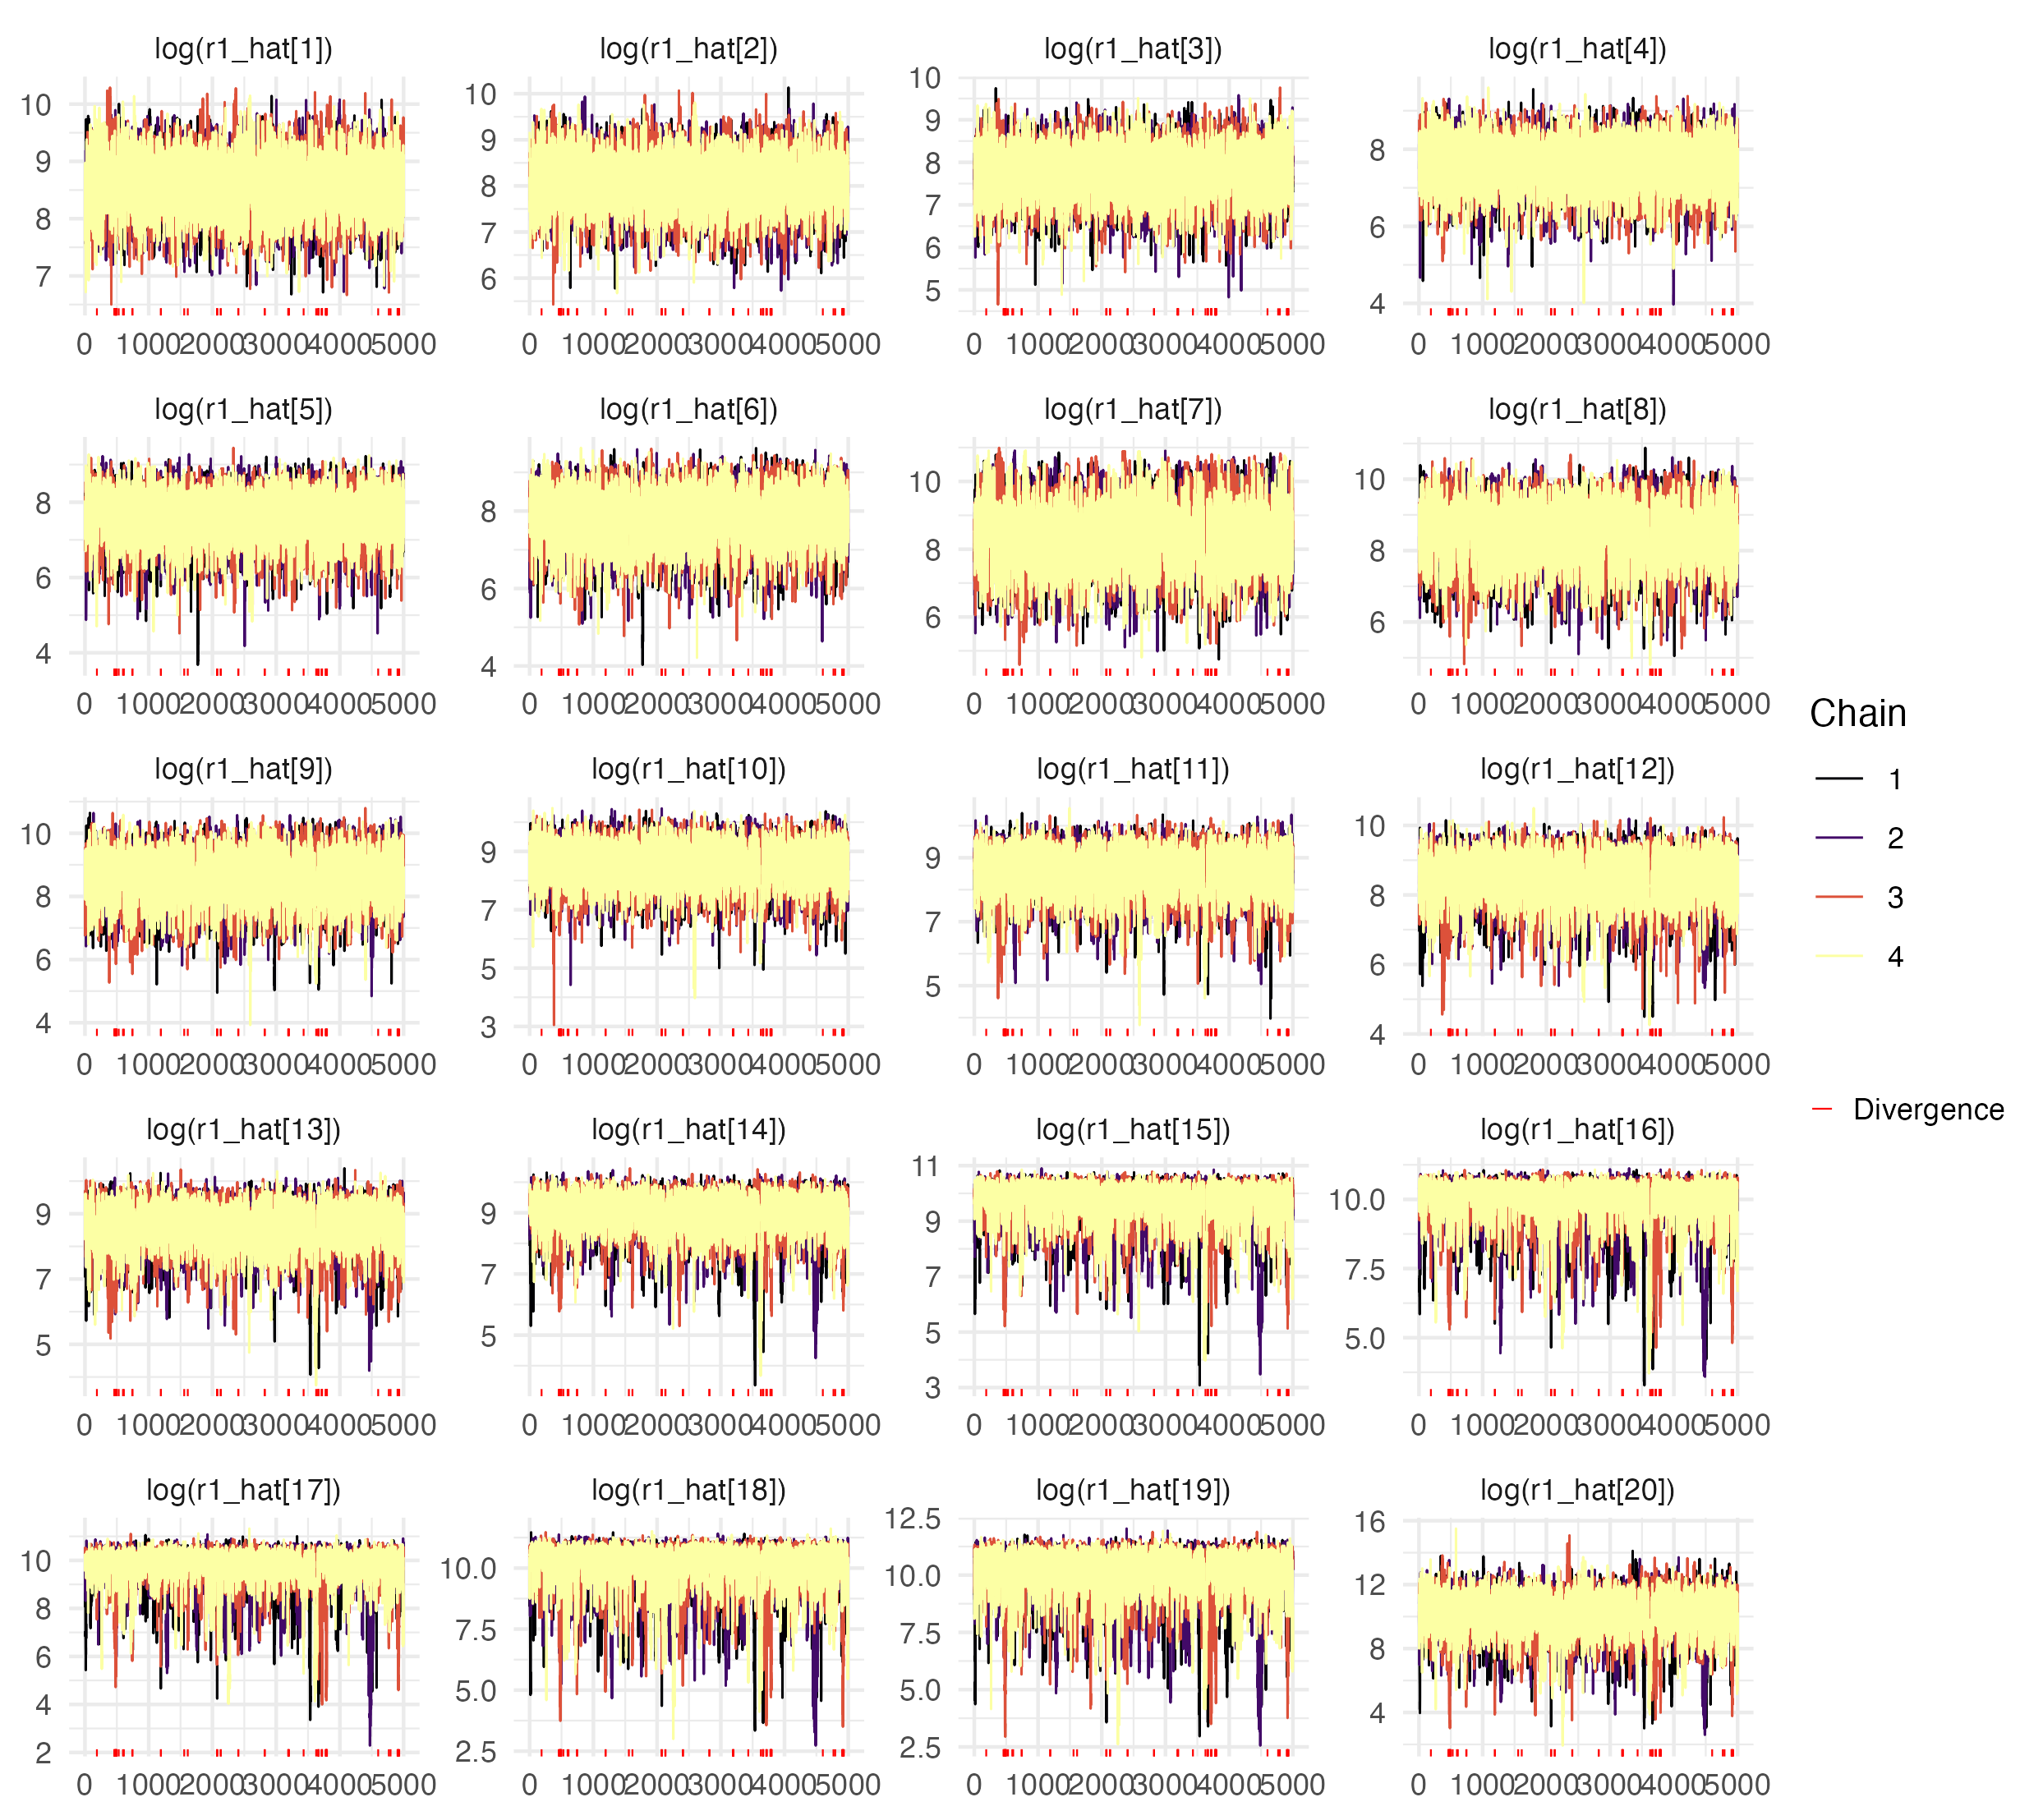 log(r1_hat[1]) log(r1_hat[2]) log(r1_hat[3]) log(r1_hat[4])
10 9 8 7
10 9 8 7 6
10 9 8 7 6 5
8 6 4
0 1000 2000 3000 4000 5000 0 1000 2000 3000 4000 5000 0 1000 2000 3000 4000 5000 0 1000 2000 3000 4000 5000
log(r1_hat[5]) log(r1_hat[6]) log(r1_hat[7]) log(r1_hat[8])
8 6 4
8 6 4
10 8 6
10 8 6
0 1000 2000 3000 4000 5000 0 1000 2000 3000 4000 5000 0 1000 2000 3000 4000 5000 0 1000 2000 3000 4000 5000
log(r1_hat[9]) log(r1_hat[10]) log(r1_hat[11]) log(r1_hat[12])
10 8 6 4
9 7 5 3
9 7 5
10 8 6 4
0 1000 2000 3000 4000 5000 0 1000 2000 3000 4000 5000 0 1000 2000 3000 4000 5000 0 1000 2000 3000 4000 5000
log(r1_hat[13]) log(r1_hat[14]) log(r1_hat[15]) log(r1_hat[16])
9 7 5
9 7 5
11 9 7 5 3
10.0 7.5 5.0
0 1000 2000 3000 4000 5000 0 1000 2000 3000 4000 5000 0 1000 2000 3000 4000 5000 0 1000 2000 3000 4000 5000
log(r1_hat[17]) log(r1_hat[18]) log(r1_hat[19]) log(r1_hat[20])
10 8 6 4 2
10.0 7.5 5.0 2.5
12.5 10.0 7.5 5.0 2.5
16 12 8 4
0 1000 2000 3000 4000 5000 0 1000 2000 3000 4000 5000 0 1000 2000 3000 4000 5000 0 1000 2000 3000 4000 5000
Chain
1
2
3
4
Divergence